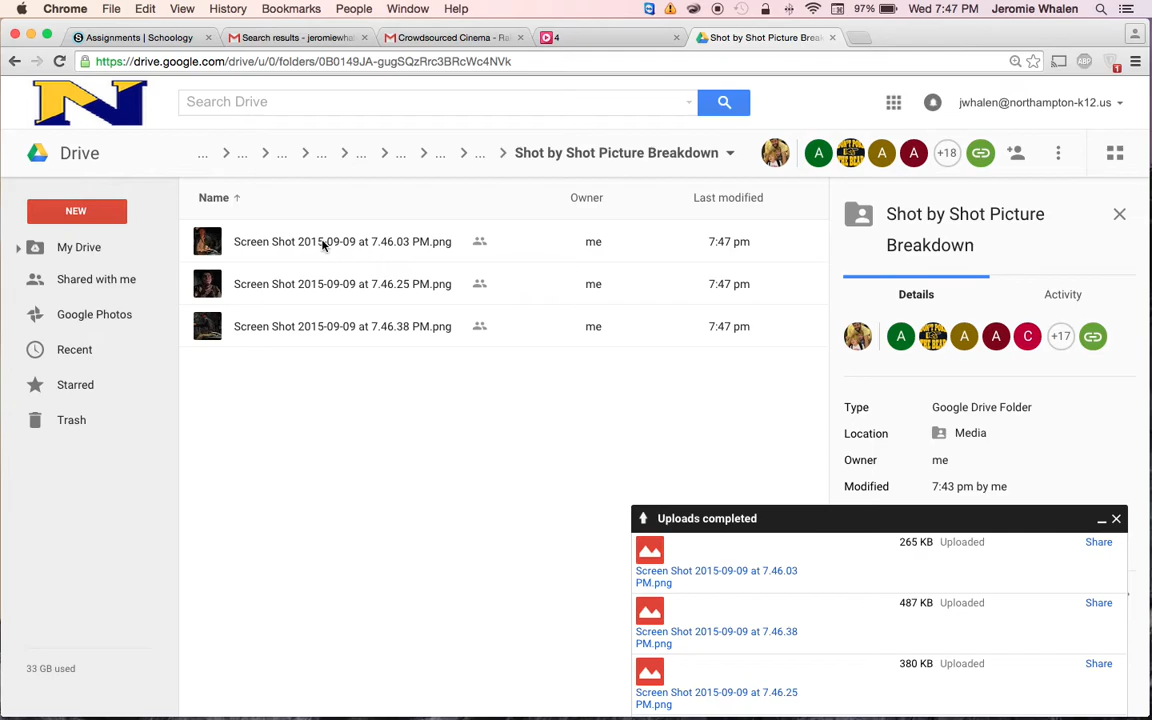 Chrome File Edit View History Bookmarks People Window Help 97% Wed 7:47 PM Jeromie Whalen
Assignments | Schoology
Search results - jeromiewha
Crowdsourced Cinema - Rai
4
Shot by Shot Picture Break
https://drive.google.com/drive/u/0/folders/0B0149JA-gugSQzRrc3BRcWc4NVk
ABP
1
N
Search Drive
jwhalen@northampton-k12.us
Drive
... ... ... ... ... ... ... ... Shot by Shot Picture Breakdown
A A A +18
NEW
My Drive
Shared with me
Google Photos
Recent
Starred
Trash
33 GB used
Name Owner Last modified
Screen Shot 2015-09-09 at 7.46.03 PM.png me 7:47 pm
Screen Shot 2015-09-09 at 7.46.25 PM.png me 7:47 pm
Screen Shot 2015-09-09 at 7.46.38 PM.png me 7:47 pm
Shot by Shot Picture
Breakdown
Details Activity
A A A C +17
Type Google Drive Folder
Location Media
Owner me
Modified 7:43 pm by me
Uploads completed
265 KB Uploaded Share
Screen Shot 2015-09-09 at 7.46.03
PM.png
487 KB Uploaded Share
Screen Shot 2015-09-09 at 7.46.38
PM.png
380 KB Uploaded Share
Screen Shot 2015-09-09 at 7.46.25
PM.png